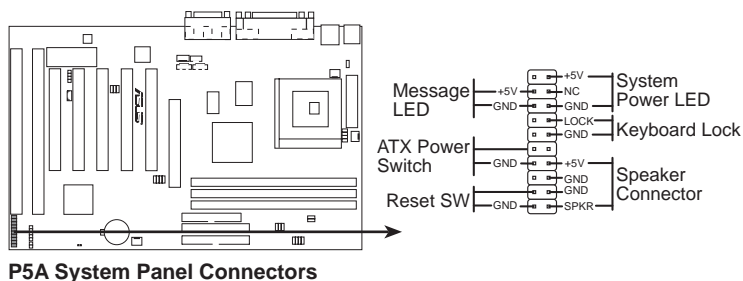 ASUS
+5V
System
Power LED
Message
LED
+5V
NC
GND
GND
LOCK
GND
Keyboard Lock
ATX Power
Switch
GND
+5V
GND
GND
Speaker
Connector
Reset SW
GND
SPKR
P5A System Panel Connectors